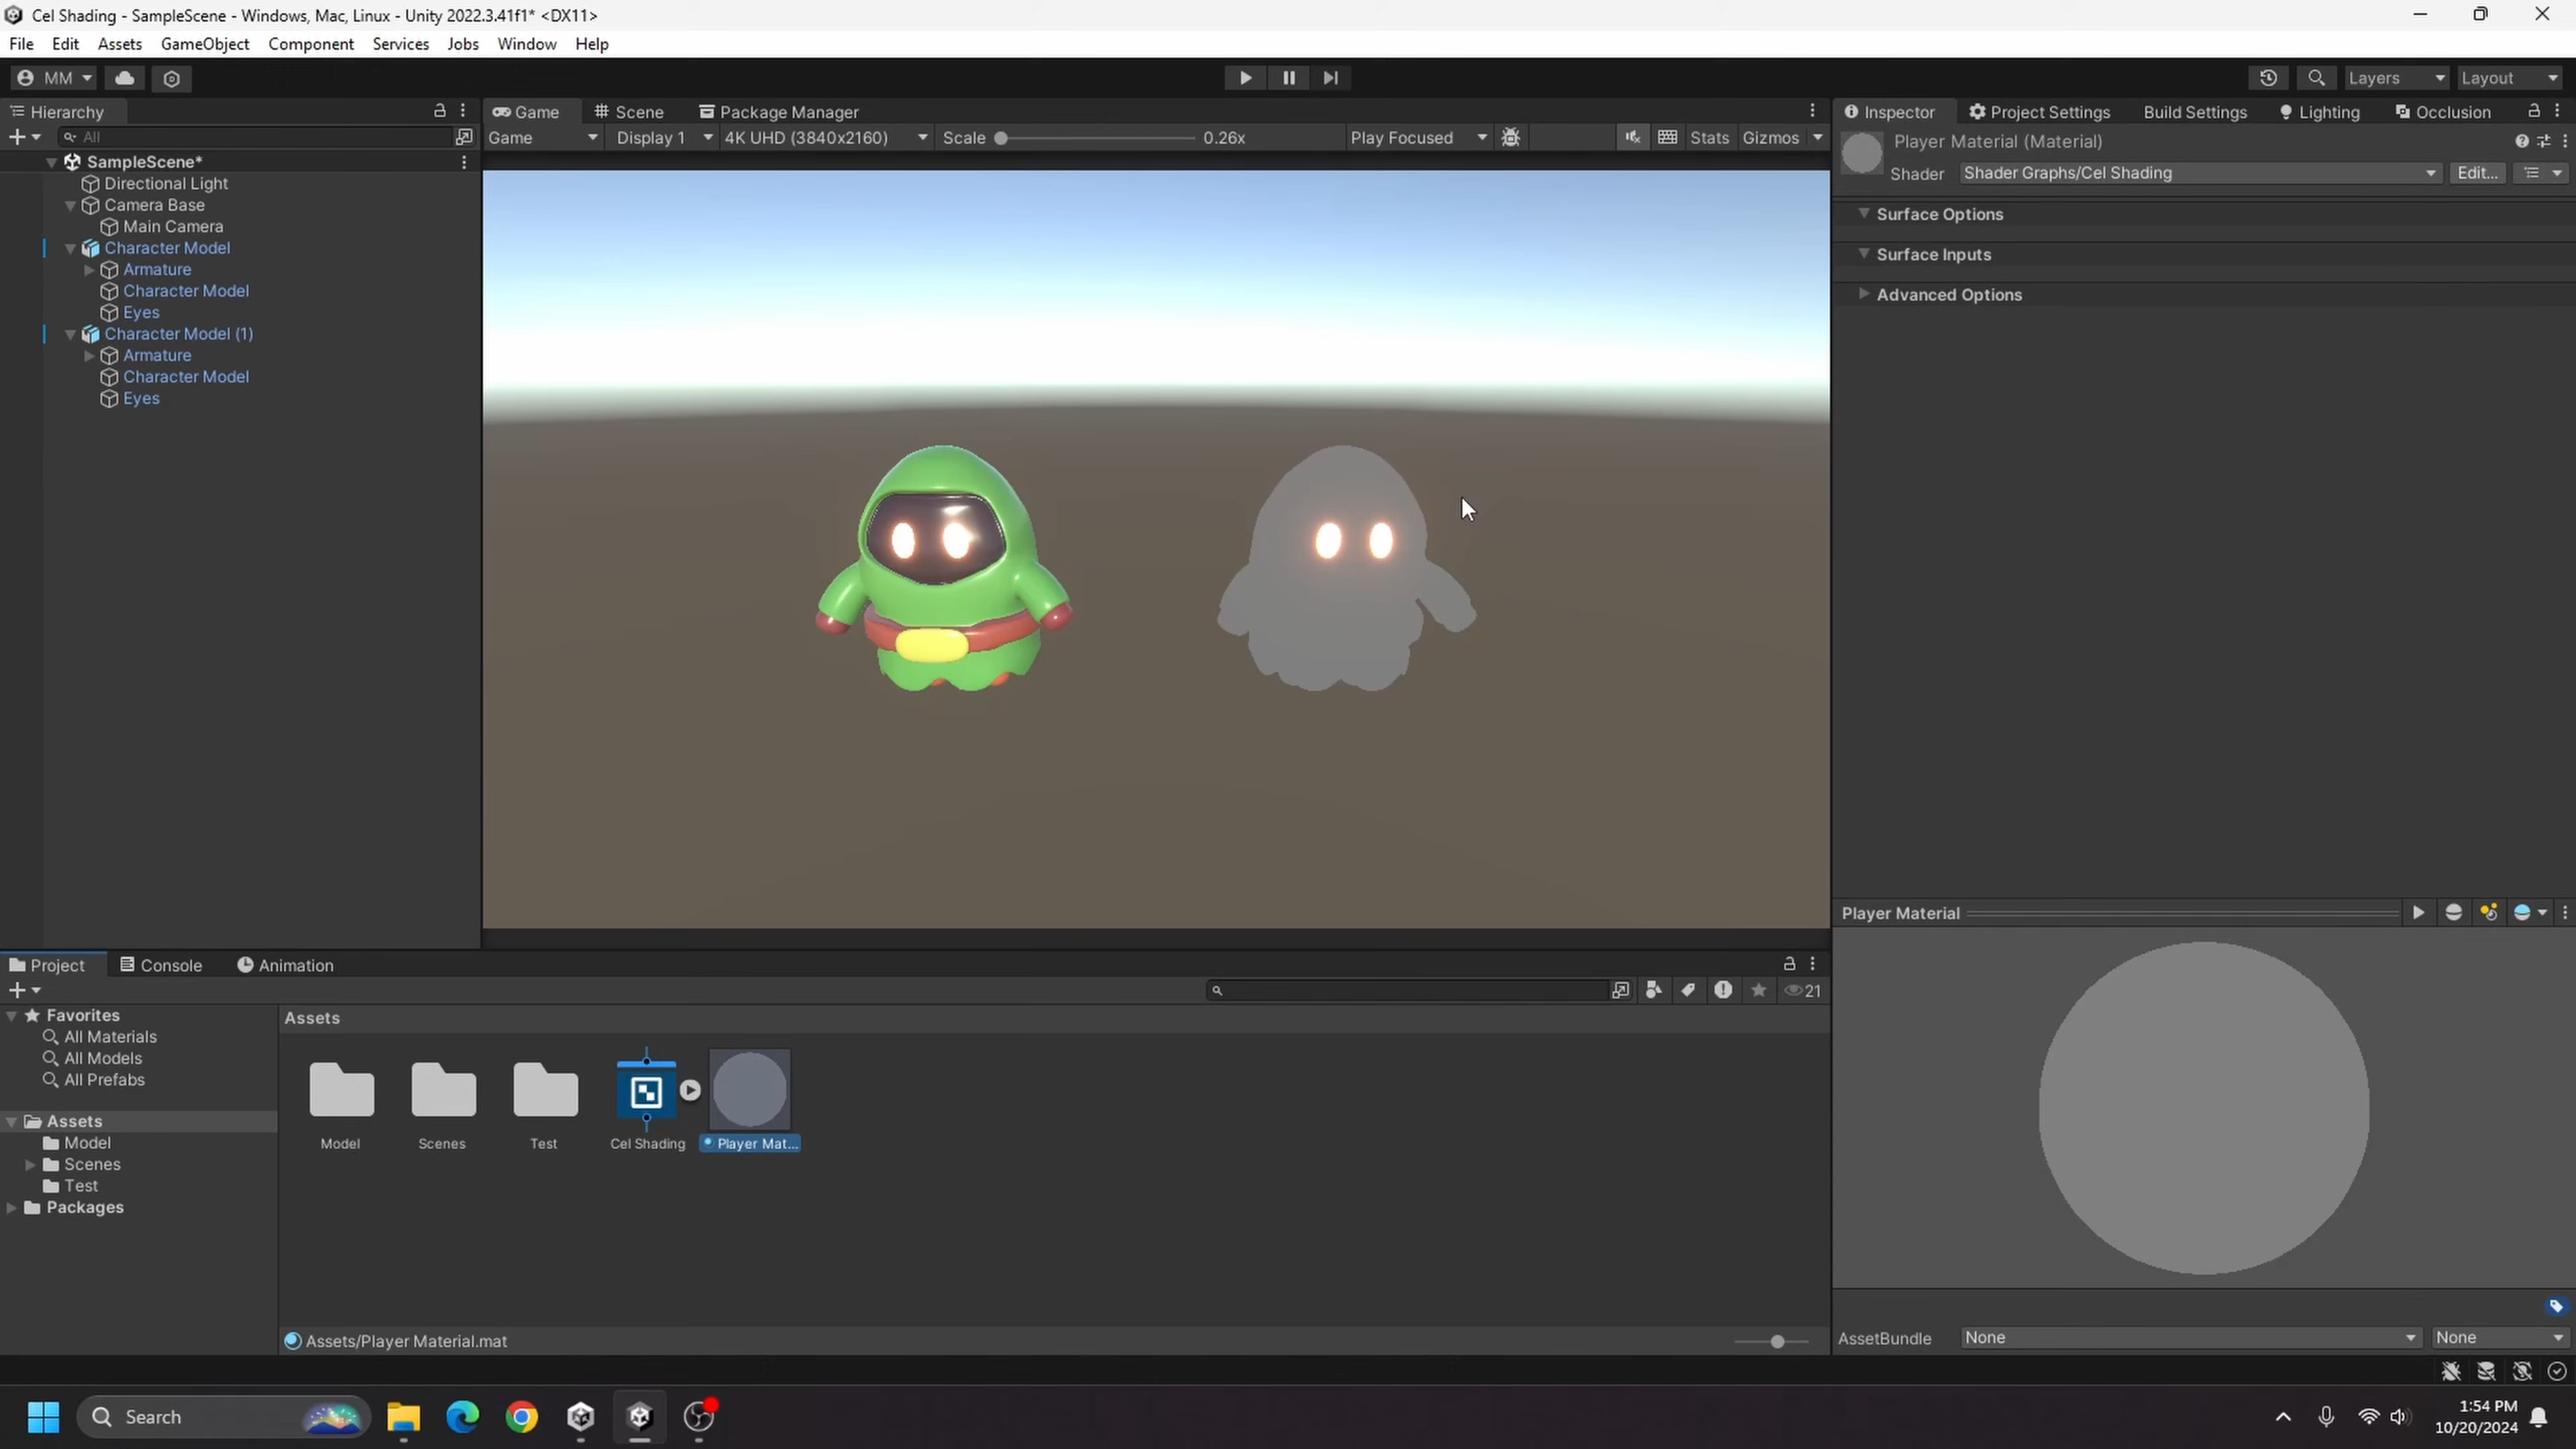 Cel Shading - SampleScene - Windows, Mac, Linux - Unity 2022.3.41f1* <DX11>
File Edit Assets GameObject Component Services Jobs Window Help
MM
Layers Layout
Hierarchy
All
SampleScene*
Directional Light
Camera Base
Main Camera
Character Model
Armature
Character Model
Eyes
Character Model (1)
Armature
Character Model
Eyes
Game Scene Package Manager
Game Display 1 4K UHD (3840x2160) Scale 0.26x Play Focused Stats Gizmos
Inspector Project Settings Build Settings Lighting Occlusion
Player Material (Material)
Shader Shader Graphs/Cel Shading Edit...
Surface Options
Surface Inputs
Advanced Options
Player Material
AssetBundle None None
Project Console Animation
21
Favorites
All Materials
All Models
All Prefabs
Assets
Model
Scenes
Test
Packages
Assets
Model Scenes Test Cel Shading Player Mat...
Assets/Player Material.mat
Search
1:54 PM
10/20/2024